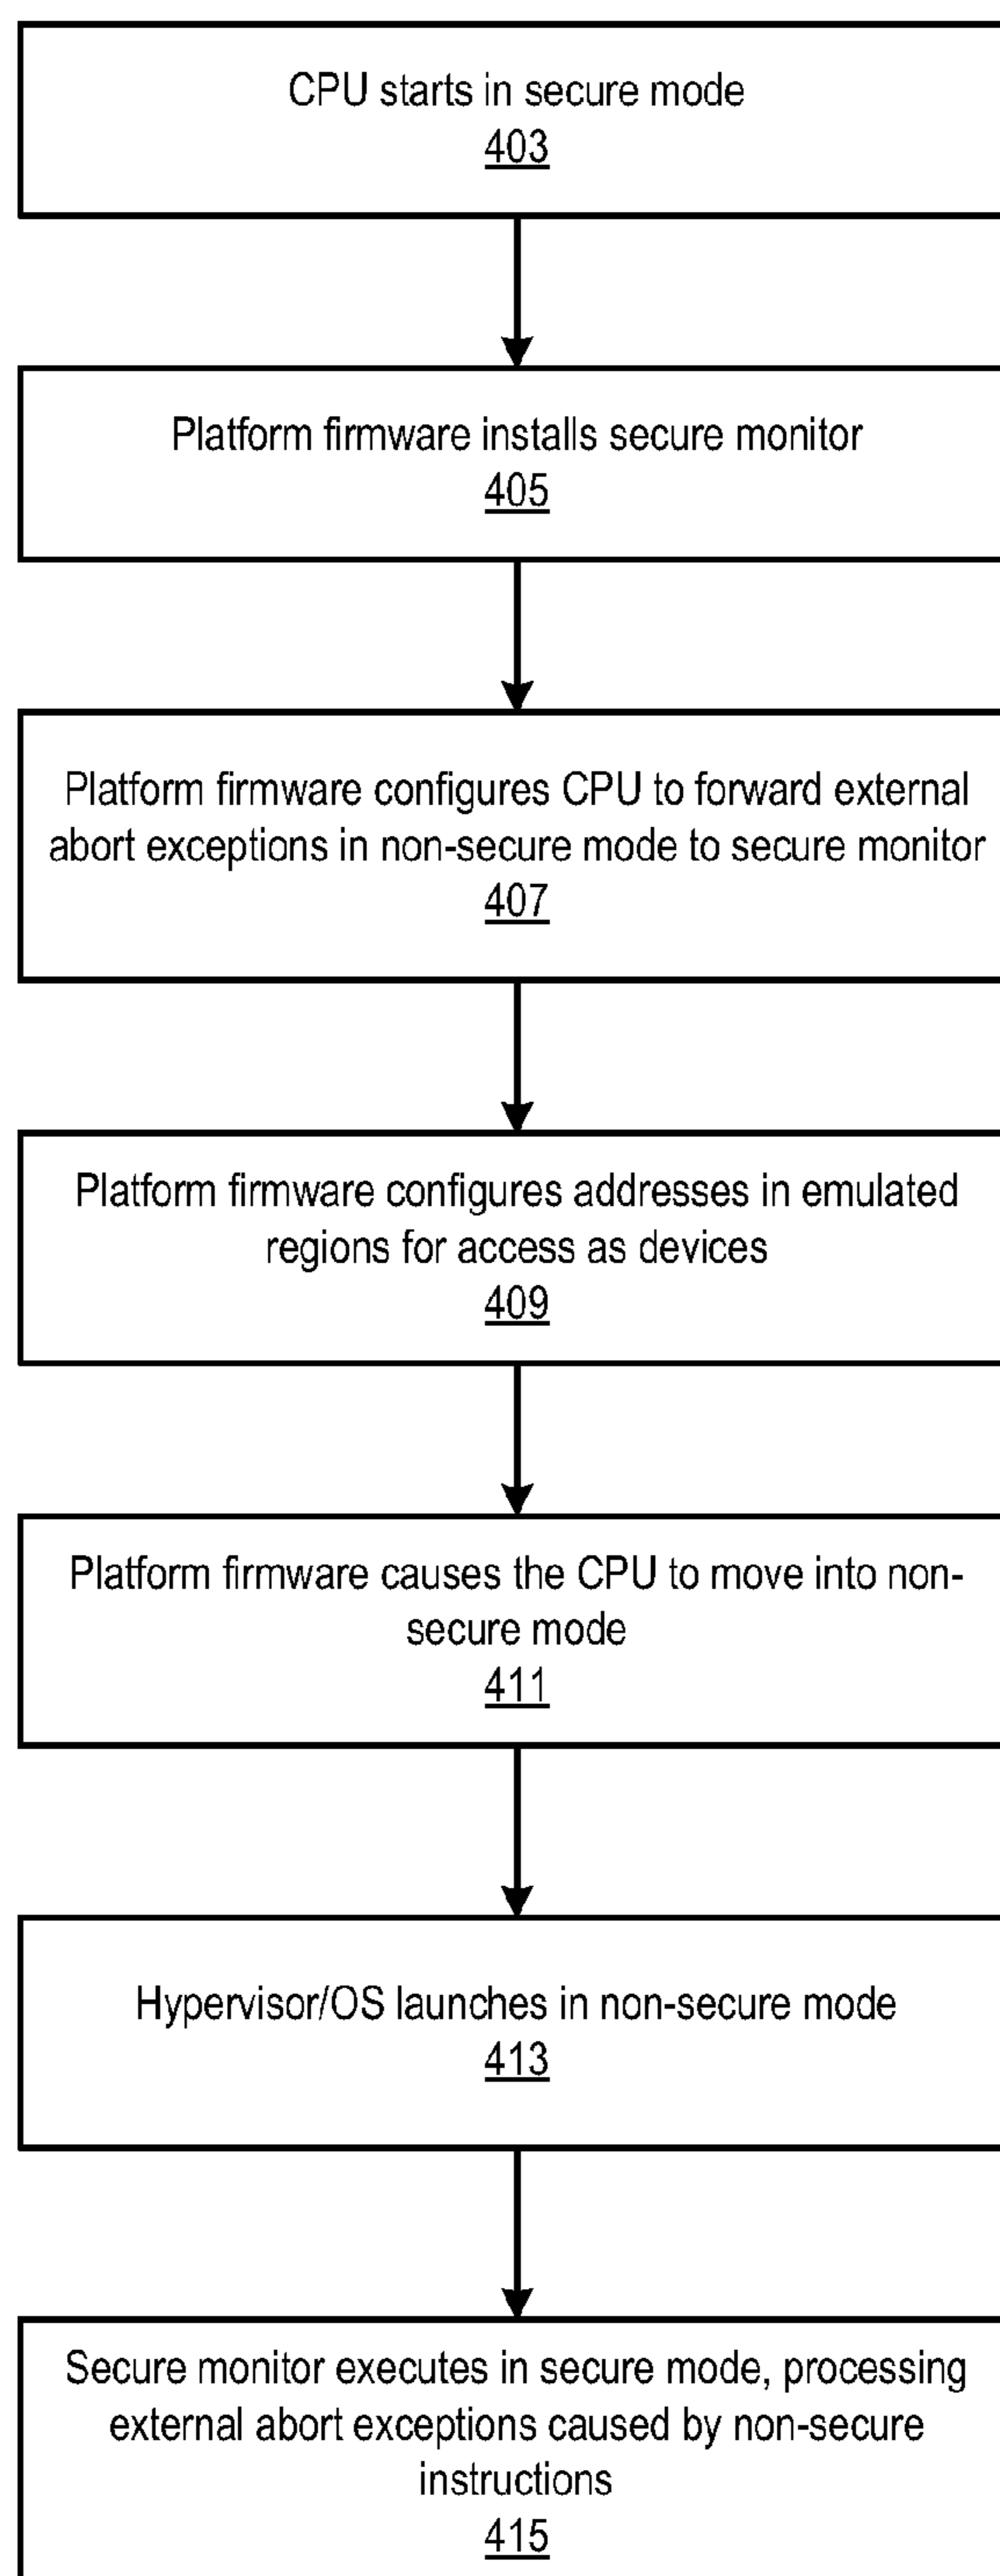 CPU starts in secure mode
403
Platform firmware installs secure monitor
405
Platform firmware configures CPU to forward external
abort exceptions in non-secure mode to secure monitor
407
Platform firmware configures addresses in emulated
regions for access as devices
409
Platform firmware causes the CPU to move into non-
secure mode
411
Hypervisor/OS launches in non-secure mode
413
Secure monitor executes in secure mode, processing
external abort exceptions caused by non-secure
instructions
415